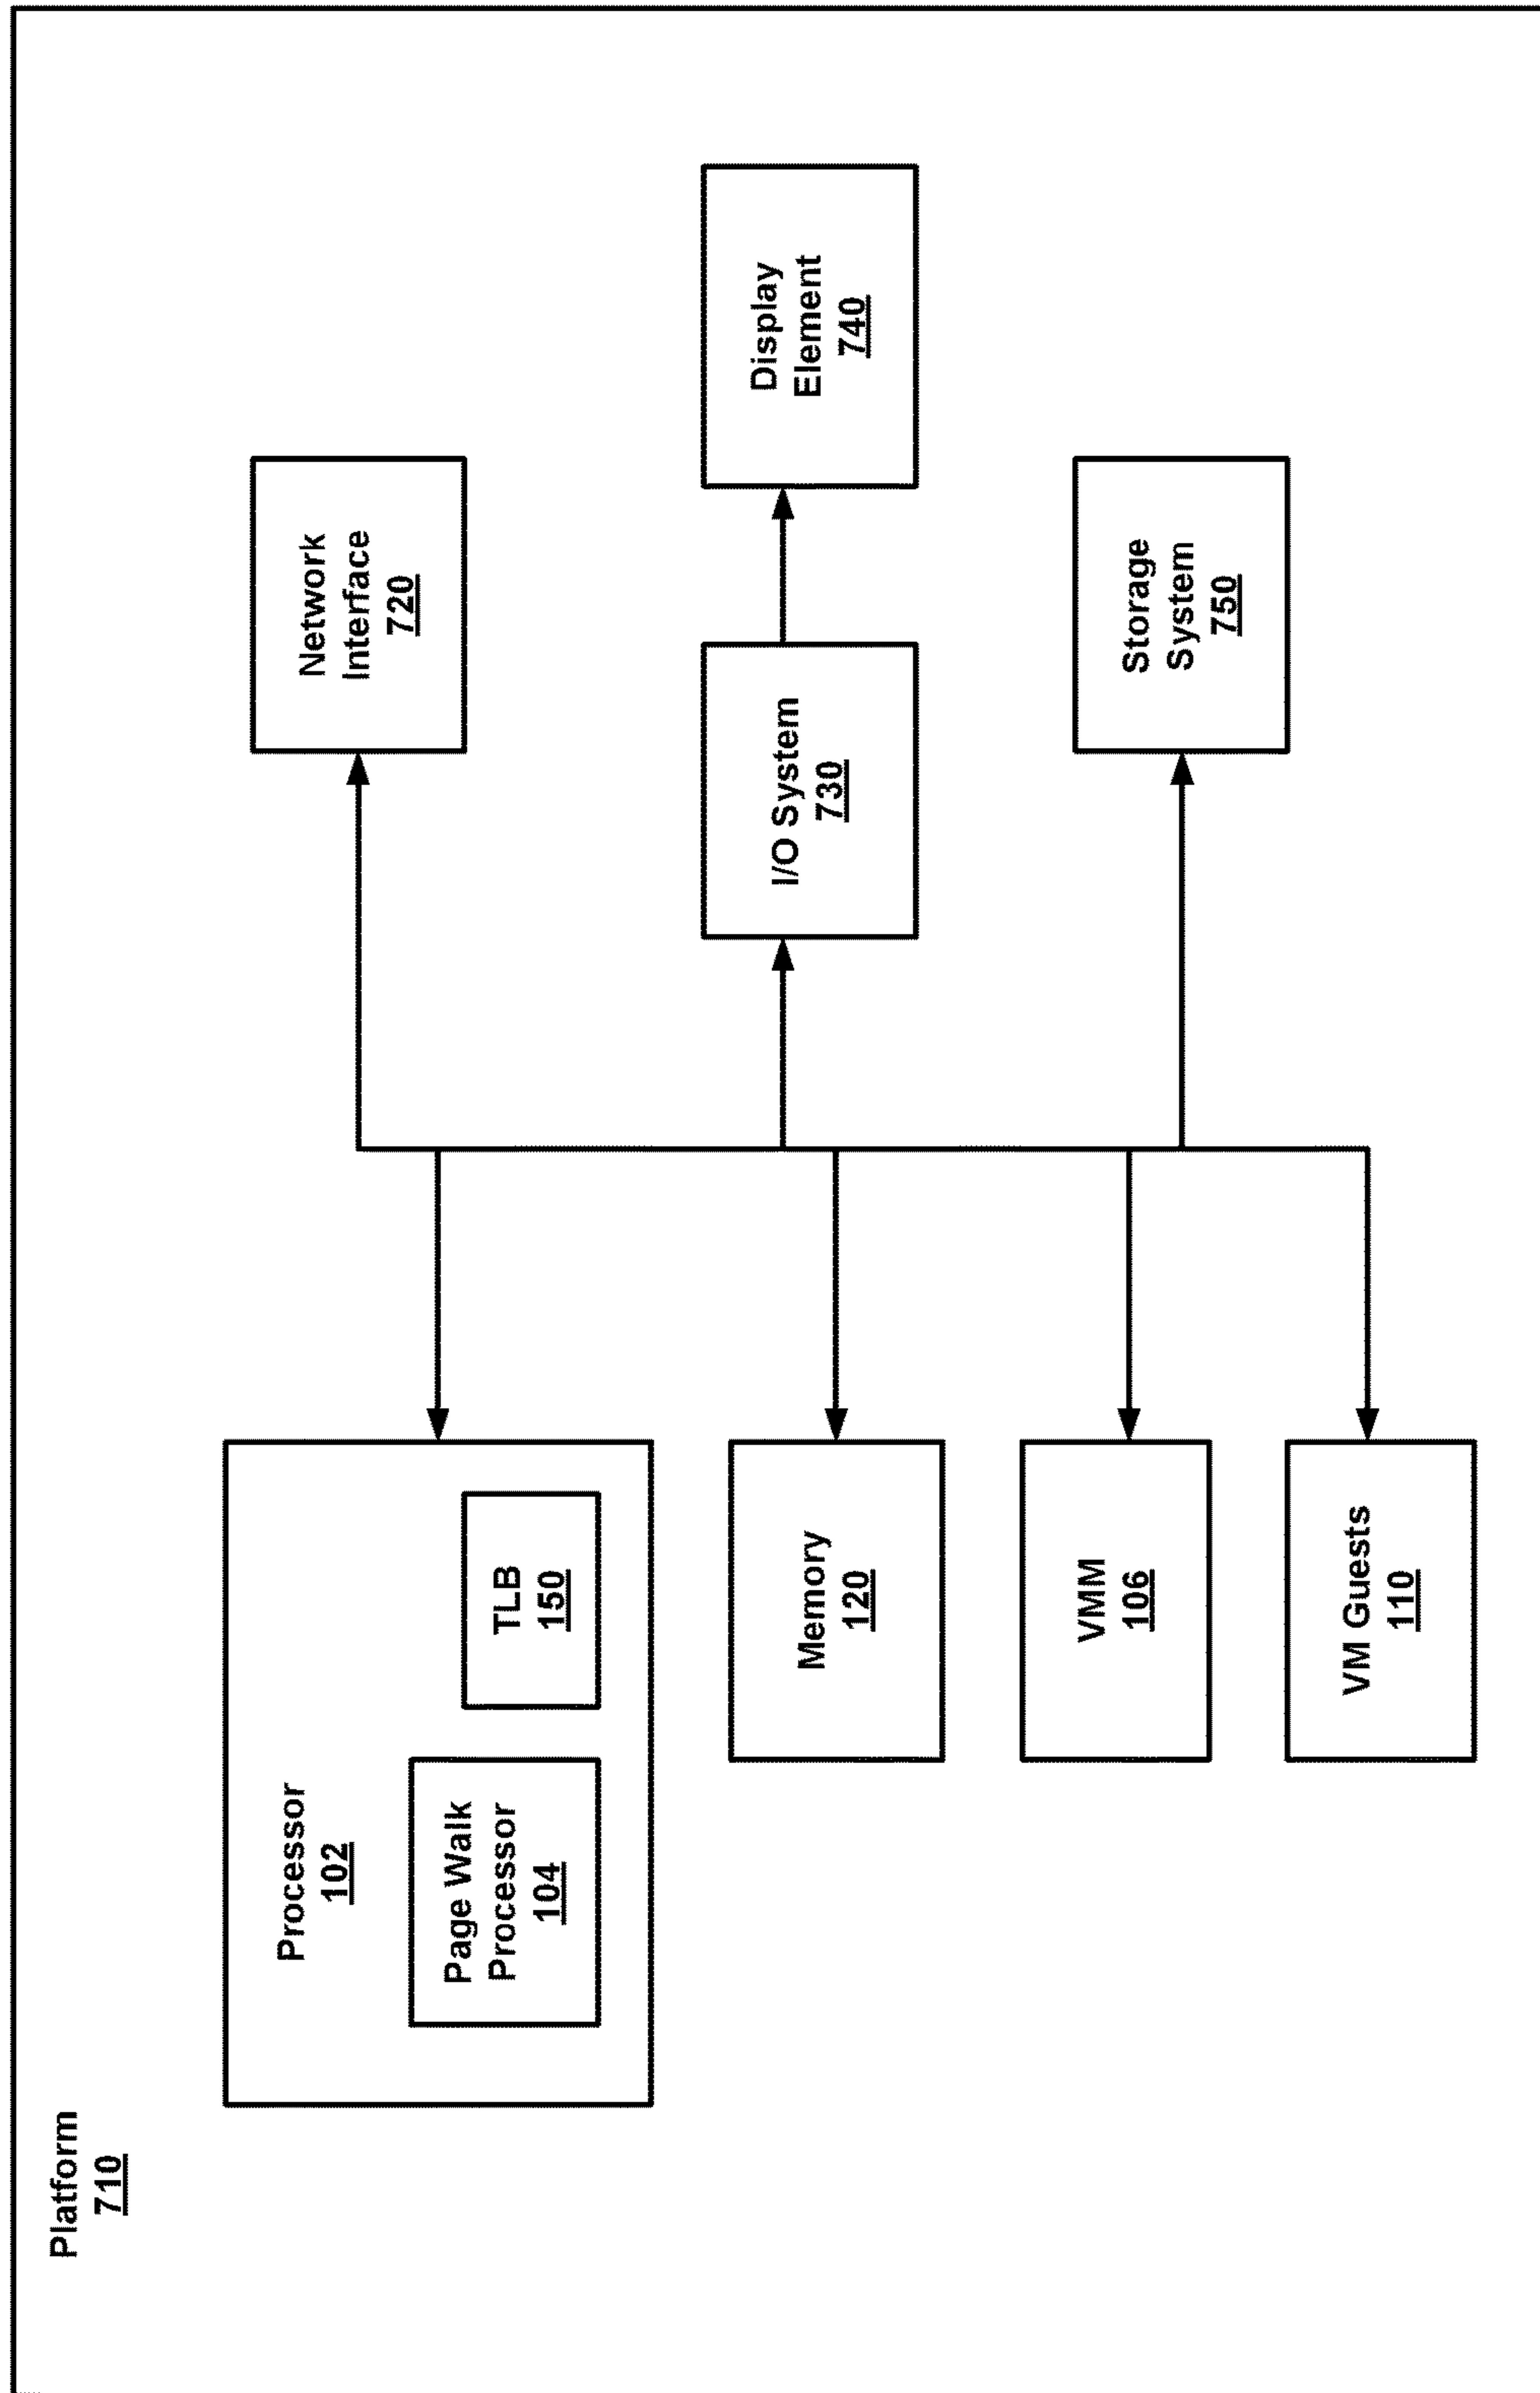 Platform
710
Processor
102
Page Walk
Processor
104
TLB
150
Memory
120
VMM
106
VM Guests
110
Network
Interface
720
I/O System
730
Display
Element
740
Storage
System
750